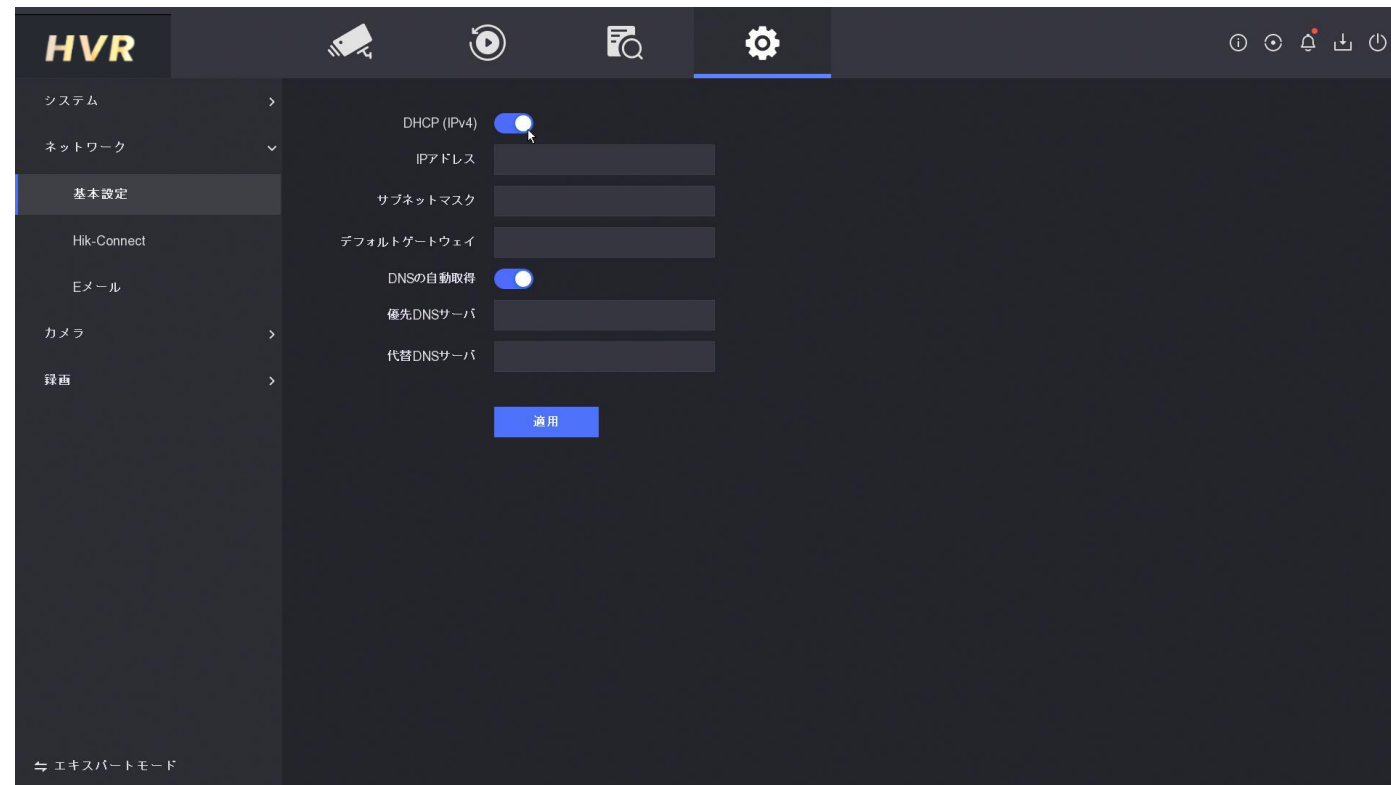 HVR
システム
ネットワーク
基本設定
Hik-Connect
Eメール
カメラ
録画
エキスパートモード
DHCP (IPv4)
IPアドレス
サブネットマスク
デフォルトゲートウェイ
DNSの自動取得
優先DNSサーバ
代替DNSサーバ
適用